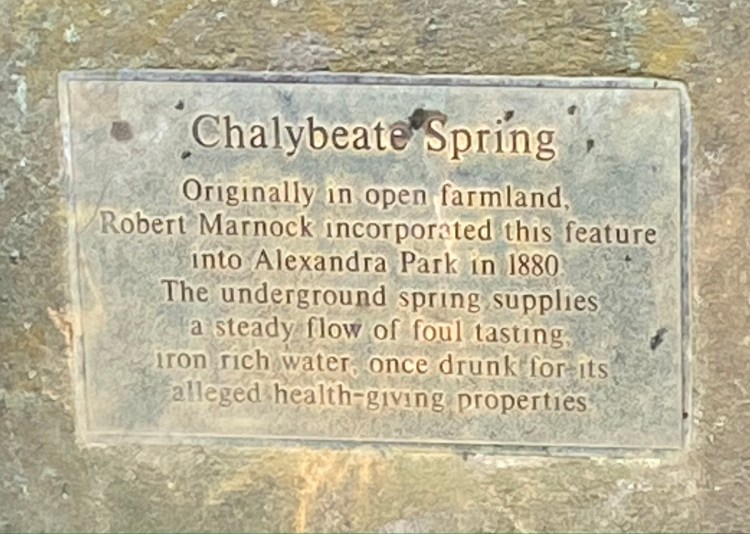 Chalybeate Spring
Originally in open farmland,
Robert Marnock incorporated this feature
into Alexandra Park in 1880.
The underground spring supplies
a steady flow of foul tasting,
iron rich water, once drunk for its
alleged health-giving properties.